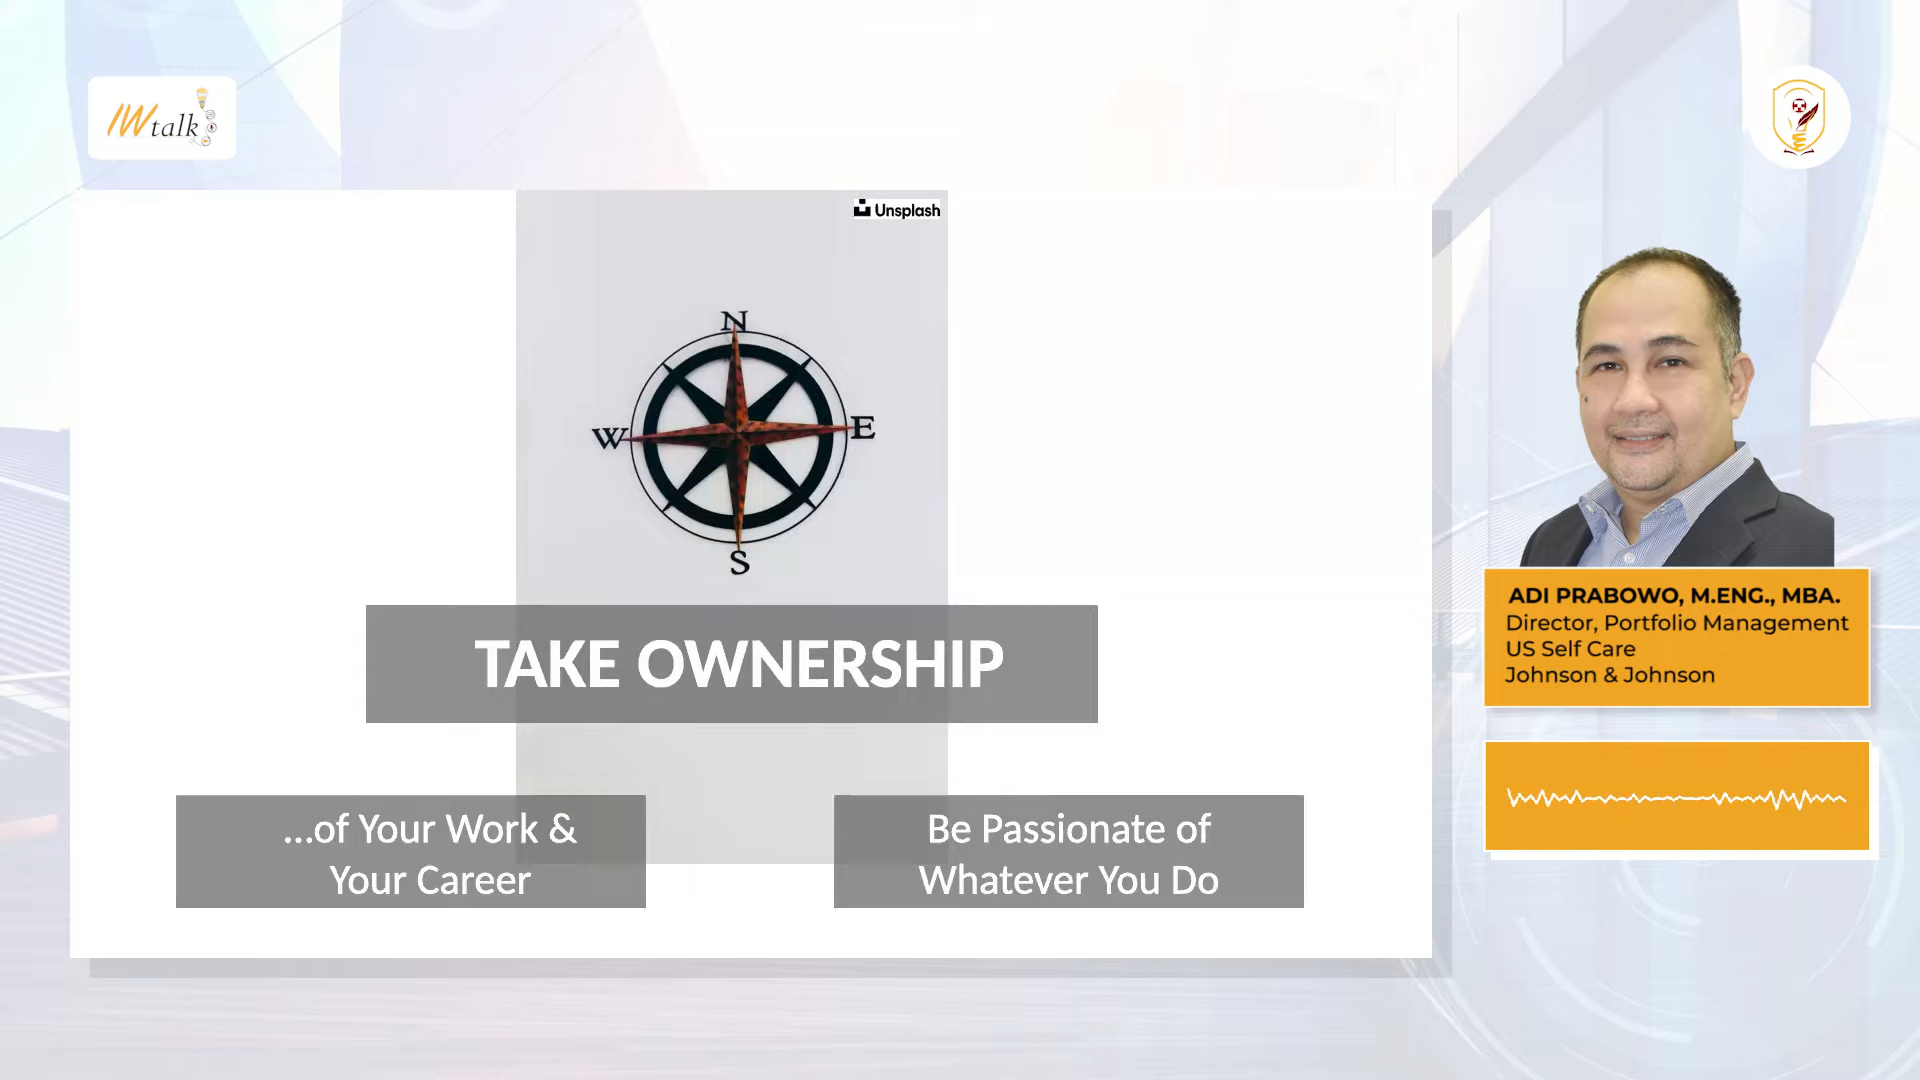 IWtalk
Unsplash
N
W
E
S
TAKE OWNERSHIP
...of Your Work &
Your Career
Be Passionate of
Whatever You Do
ADI PRABOWO, M.ENG., MBA.
Director, Portfolio Management
US Self Care
Johnson & Johnson